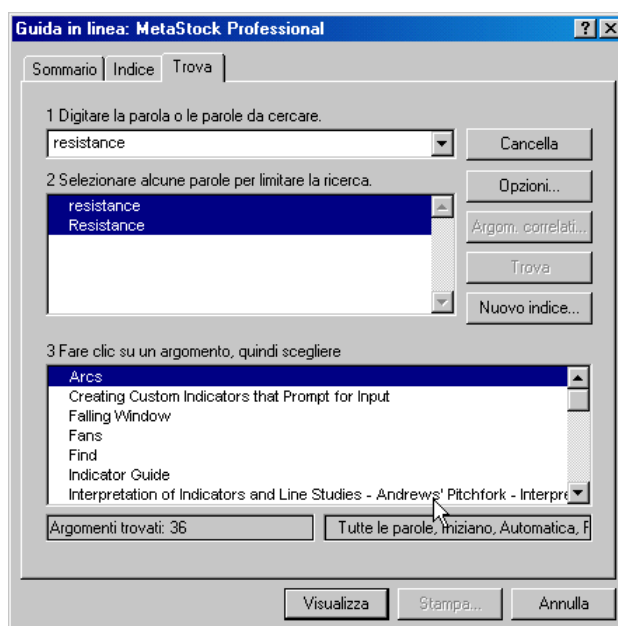 Guida in linea: MetaStock Professional
Sommario Indice Trova
1 Digitare la parola o le parole da cercare.
resistance
Cancella
2 Selezionare alcune parole per limitare la ricerca.
Opzioni...
resistance
Resistance
Argom. correlati...
Trova
Nuovo indice...
3 Fare clic su un argomento, quindi scegliere
Arcs
Creating Custom Indicators that Prompt for Input
Falling Window
Fans
Find
Indicator Guide
Interpretation of Indicators and Line Studies - Andrews' Pitchfork - Interpre
Argomenti trovati: 36
Tutte le parole, Iniziano, Automatica, F
Visualizza Stampa... Annulla